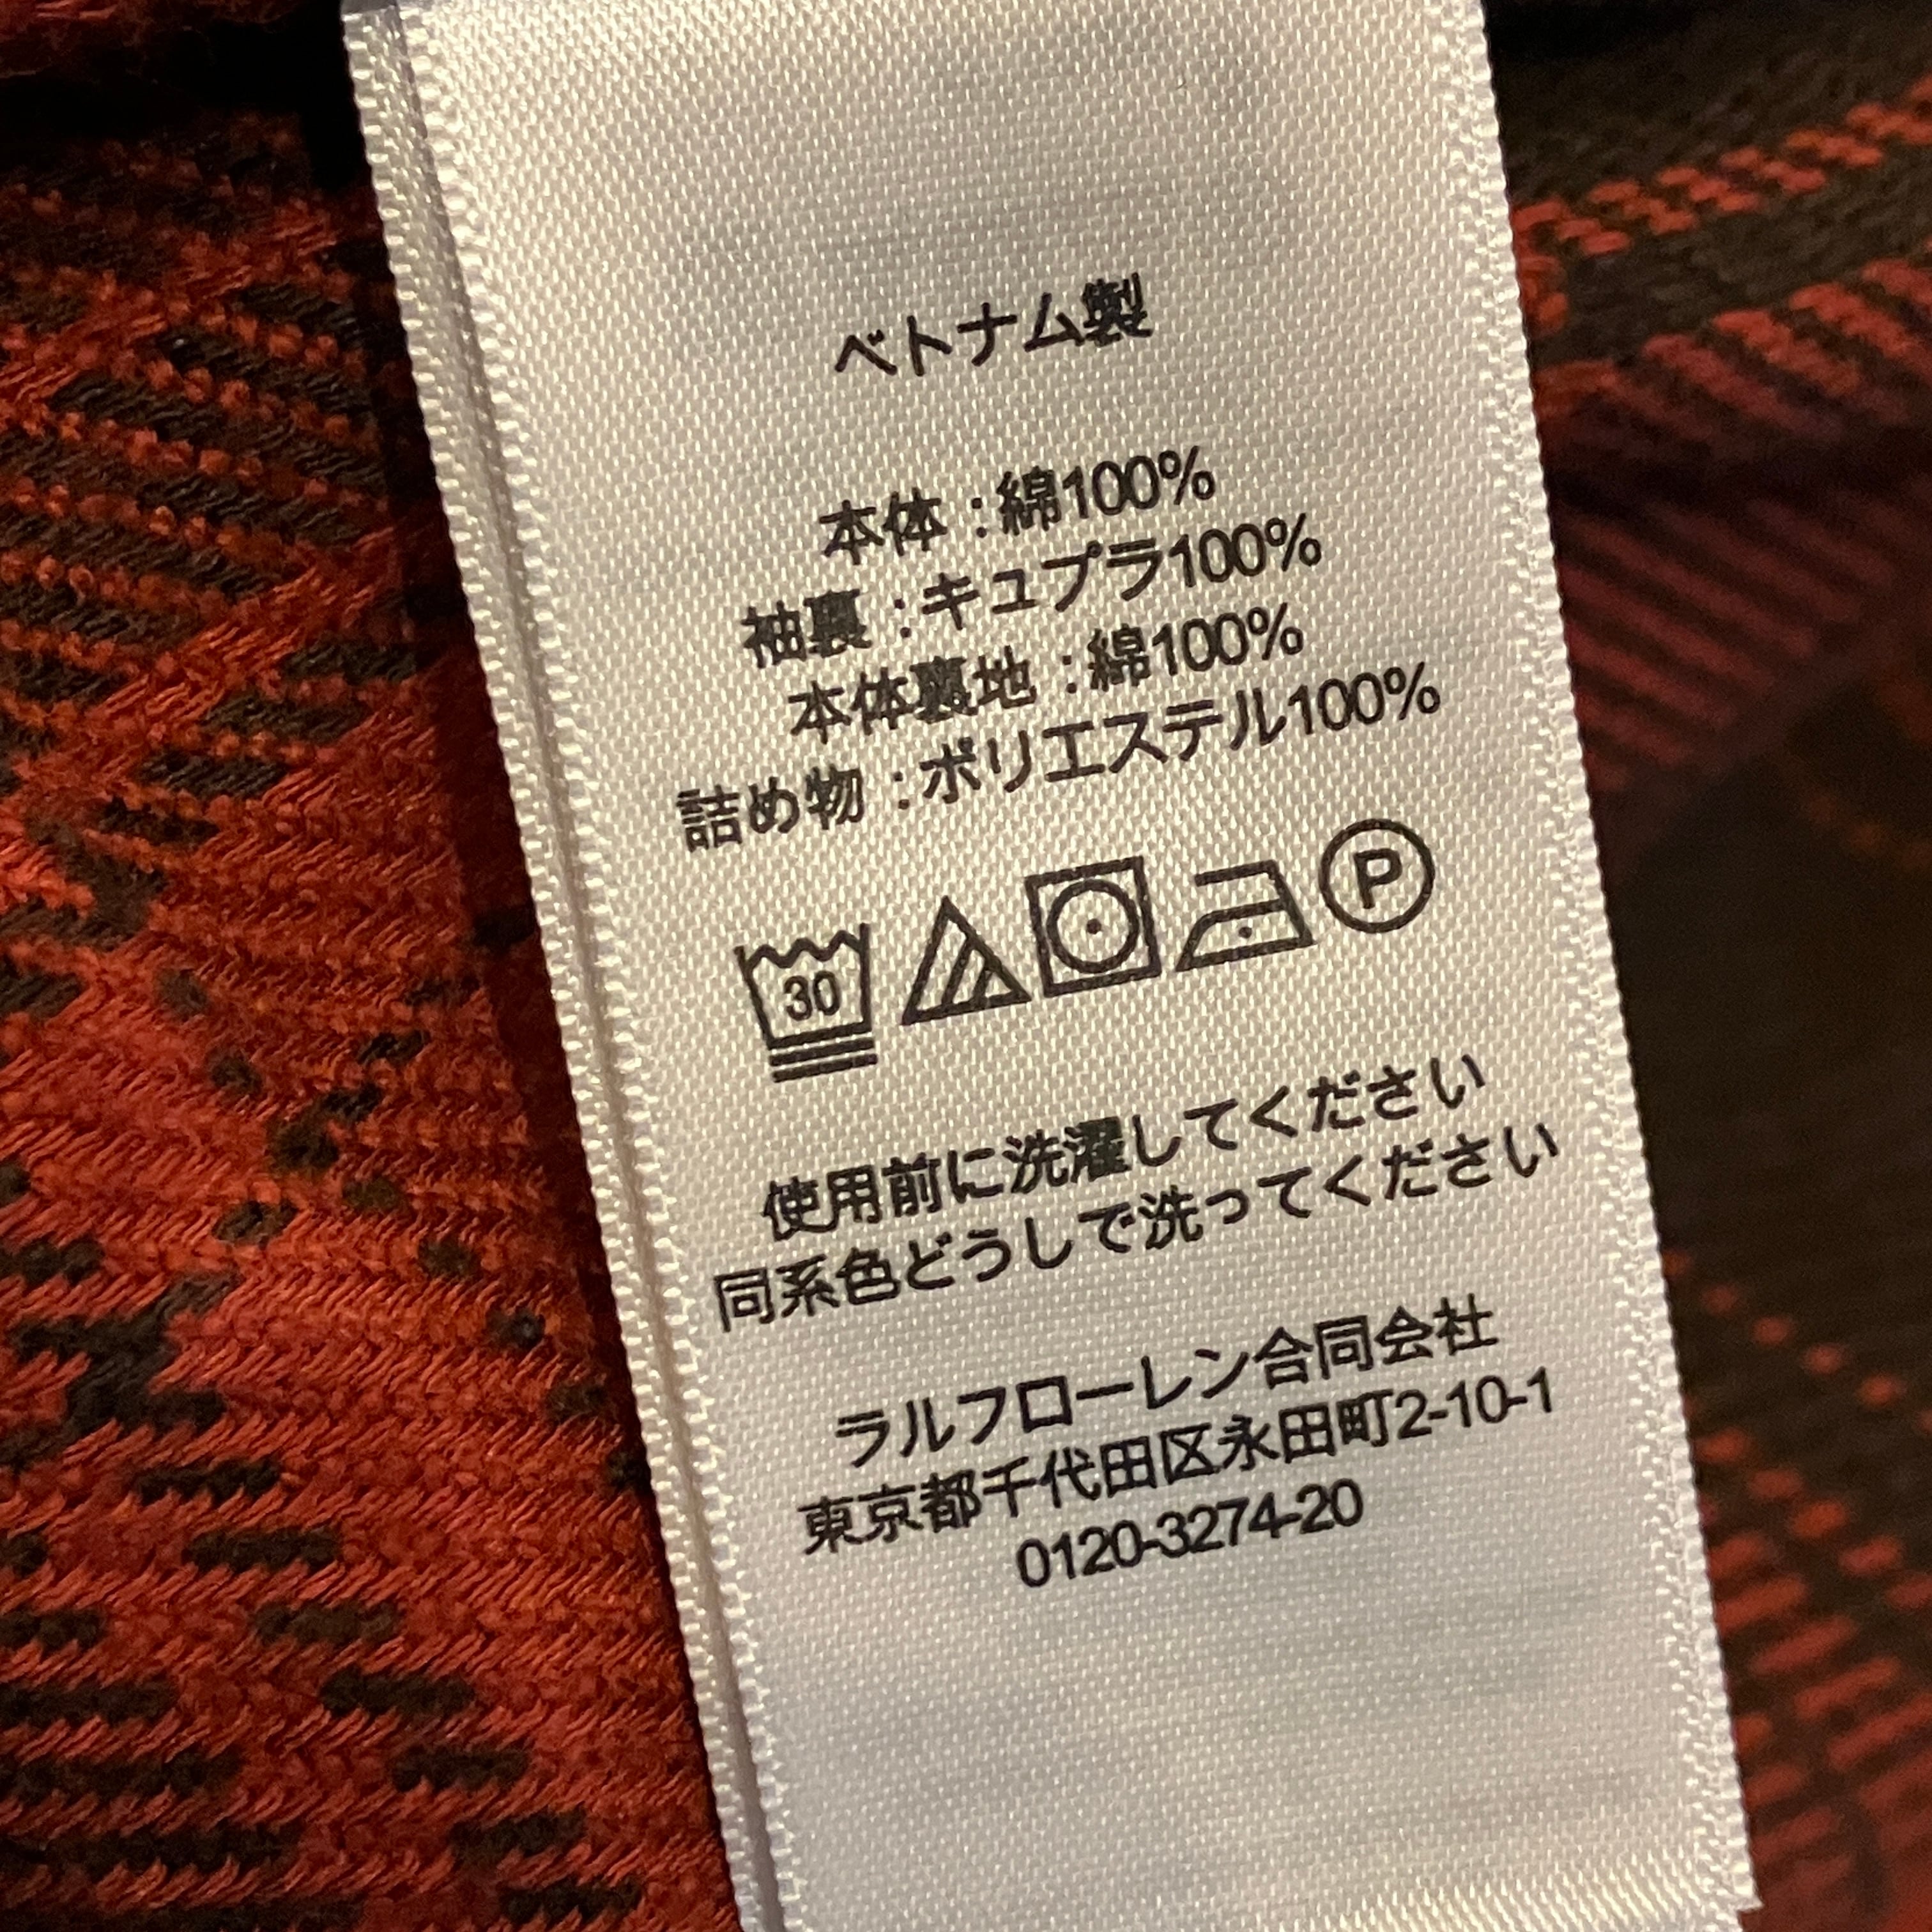 ベトナム製
本体:綿100%
袖裏:キュプラ100%
本体裏地:綿100%
詰め物:ポリエステル100%
30 P
使用前に洗濯してください
同系色どうしで洗ってください
ラルフローレン合同会社
東京都千代田区永田町2-10-1
0120-3274-20